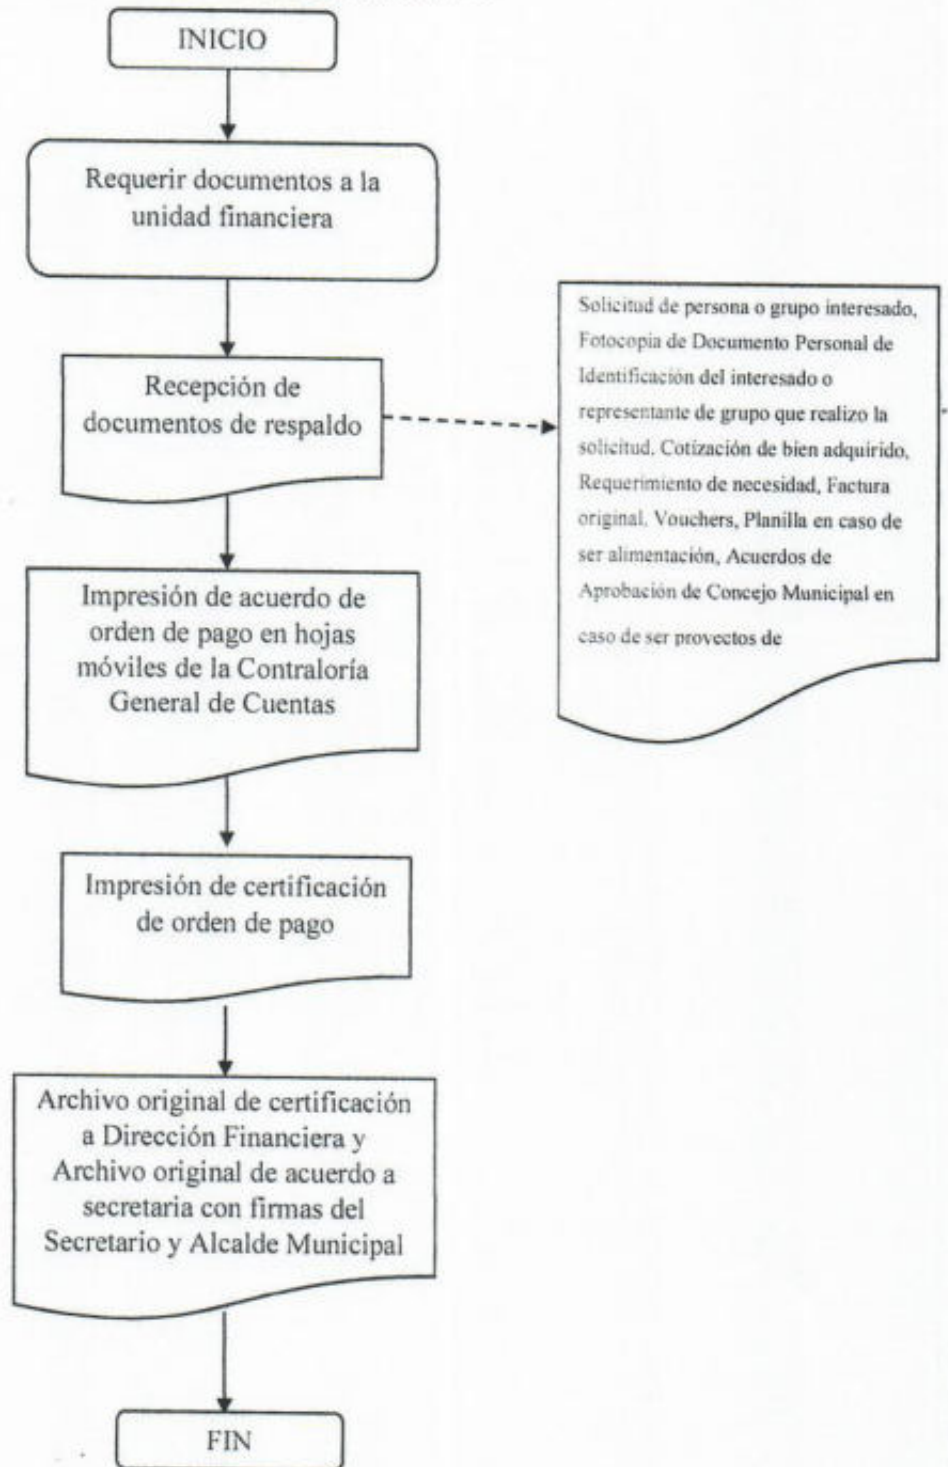 INICIO
Requerir documentos a la
unidad financiera
Recepción de
documentos de respaldo
Solicitud de persona o grupo interesado,
Fotocopia de Documento Personal de
Identificación del interesado o
representante de grupo que realizo la
solicitud, Cotización de bien adquirido,
Requerimiento de necesidad, Factura
original, Vouchers, Planilla en caso de
ser alimentación, Acuerdos de
Aprobación de Concejo Municipal en
caso de ser proyectos de
Impresión de acuerdo de
orden de pago en hojas
móviles de la Contraloría
General de Cuentas
Impresión de certificación
de orden de pago
Archivo original de certificación
a Dirección Financiera y
Archivo original de acuerdo a
secretaria con firmas del
Secretario y Alcalde Municipal
FIN